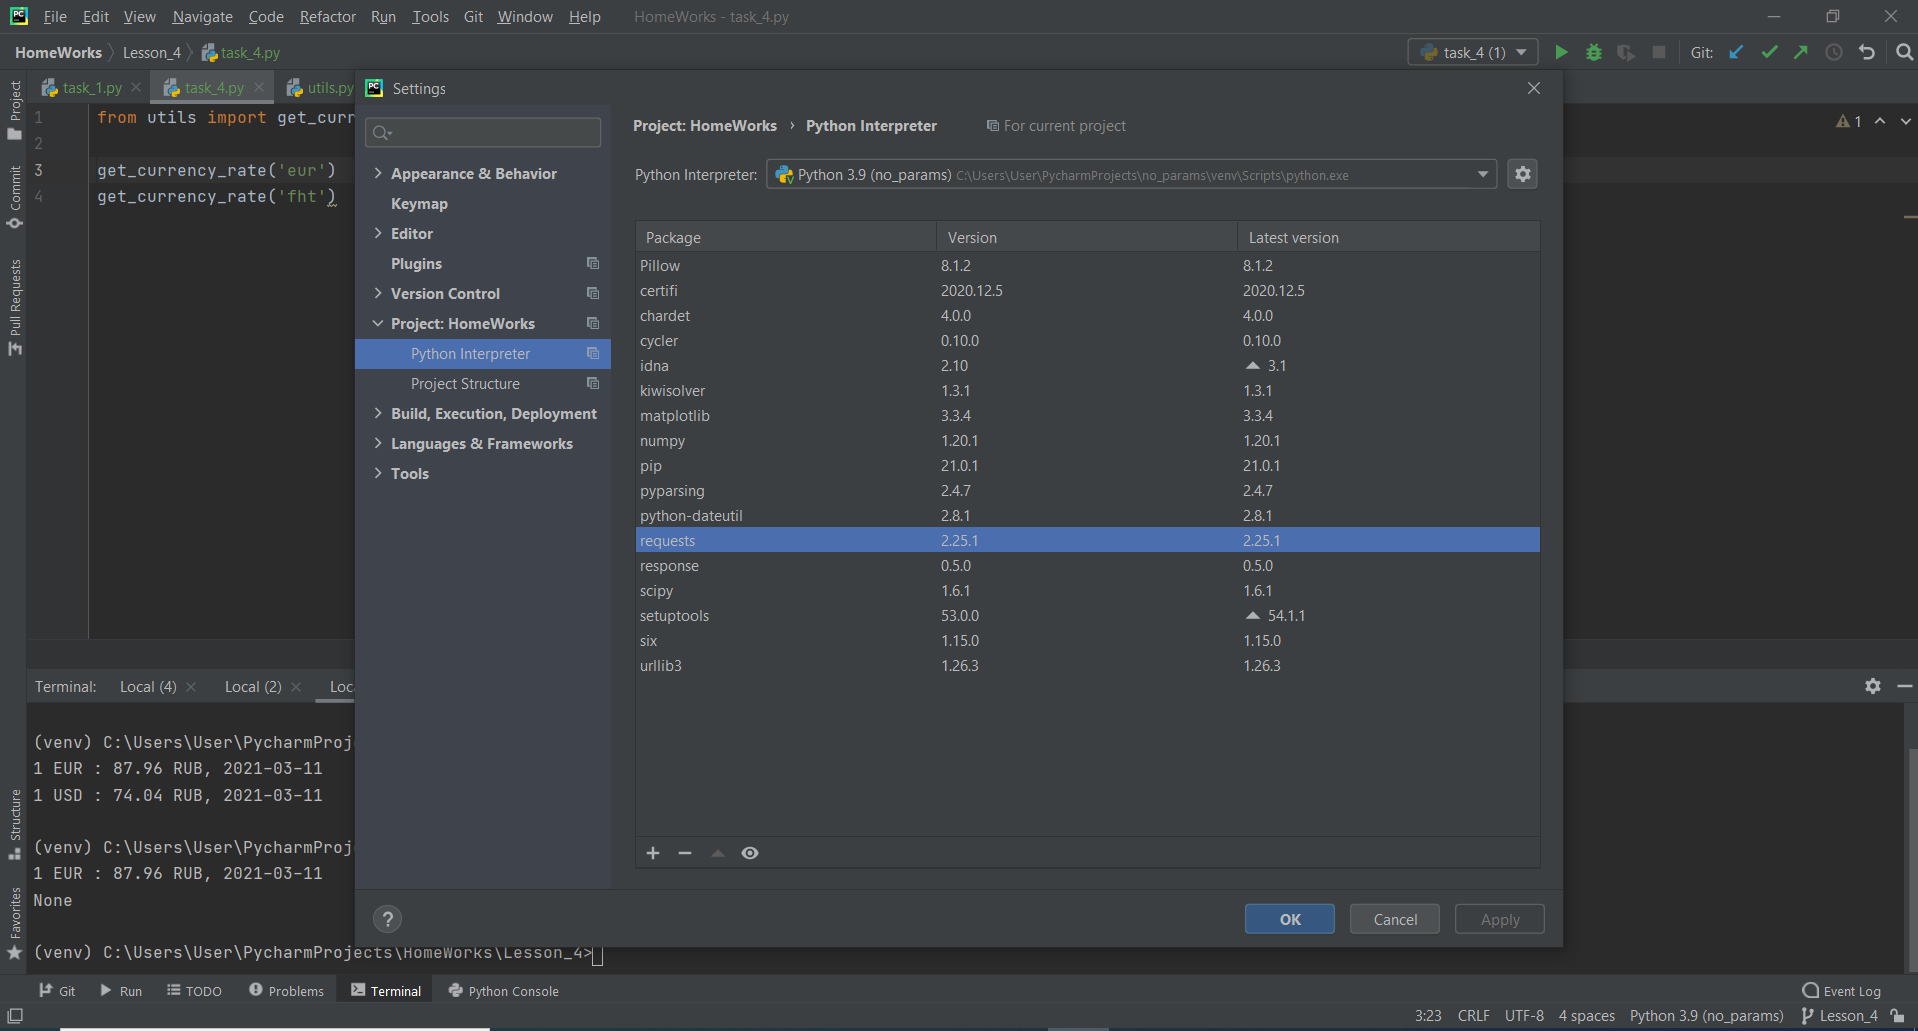 File Edit View Navigate Code Refactor Run Tools Git Window Help HomeWorks - task_4.py
HomeWorks Lesson_4 task_4.py task_4 (1) Git:
task_1.py task_4.py utils.py
Settings
1 from utils import get_curr
2
3 get_currency_rate('eur')
4 get_currency_rate('fht')
1
Project
Commit
Pull Requests
Structure
Favorites
Appearance & Behavior
Keymap
Editor
Plugins
Version Control
Project: HomeWorks
Python Interpreter
Project Structure
Build, Execution, Deployment
Languages & Frameworks
Tools
Project: HomeWorks › Python Interpreter For current project
Python Interpreter: Python 3.9 (no_params) C:\Users\User\PycharmProjects\no_params\venv\Scripts\python.exe
Package Version Latest version
Pillow 8.1.2 8.1.2
certifi 2020.12.5 2020.12.5
chardet 4.0.0 4.0.0
cycler 0.10.0 0.10.0
idna 2.10 3.1
kiwisolver 1.3.1 1.3.1
matplotlib 3.3.4 3.3.4
numpy 1.20.1 1.20.1
pip 21.0.1 21.0.1
pyparsing 2.4.7 2.4.7
python-dateutil 2.8.1 2.8.1
requests 2.25.1 2.25.1
response 0.5.0 0.5.0
scipy 1.6.1 1.6.1
setuptools 53.0.0 54.1.1
six 1.15.0 1.15.0
urllib3 1.26.3 1.26.3
? OK Cancel Apply
Terminal: Local (4) Local (2) Loc
(venv) C:\Users\User\PycharmProj
1 EUR : 87.96 RUB, 2021-03-11
1 USD : 74.04 RUB, 2021-03-11
(venv) C:\Users\User\PycharmProj
1 EUR : 87.96 RUB, 2021-03-11
None
(venv) C:\Users\User\PycharmProjects\HomeWorks\Lesson_4>
Git Run TODO Problems Terminal Python Console Event Log
3:23 CRLF UTF-8 4 spaces Python 3.9 (no_params) Lesson_4